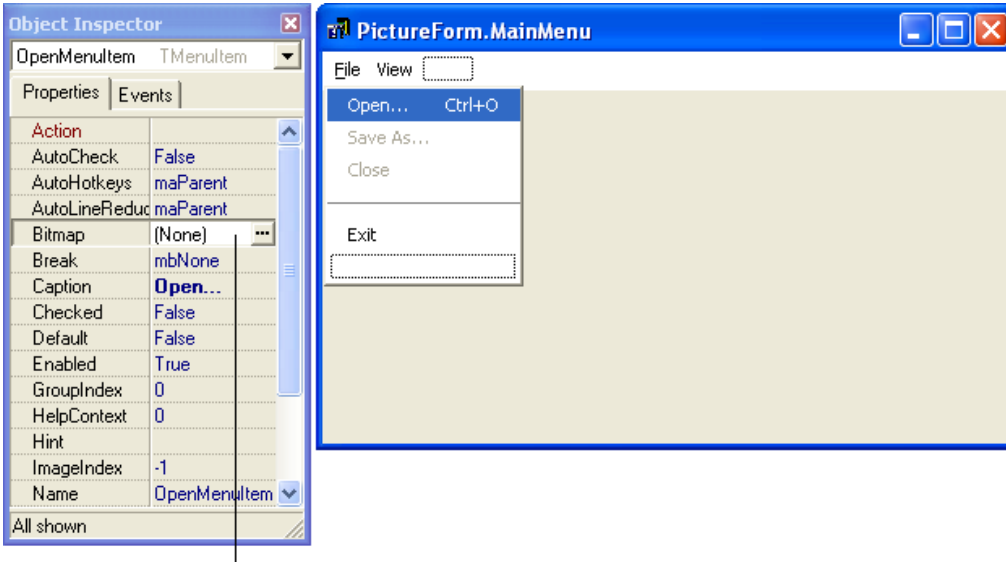 Object Inspector
OpenMenuItem TMenuItem
Properties Events
Action
AutoCheck False
AutoHotkeys maParent
AutoLineReduc maParent
Bitmap (None) ...
Break mbNone
Caption Open...
Checked False
Default False
Enabled True
GroupIndex 0
HelpContext 0
Hint
ImageIndex -1
Name OpenMenuItem
All shown
PictureForm.MainMenu
File View
Open... Ctrl+O
Save As...
Close
Exit